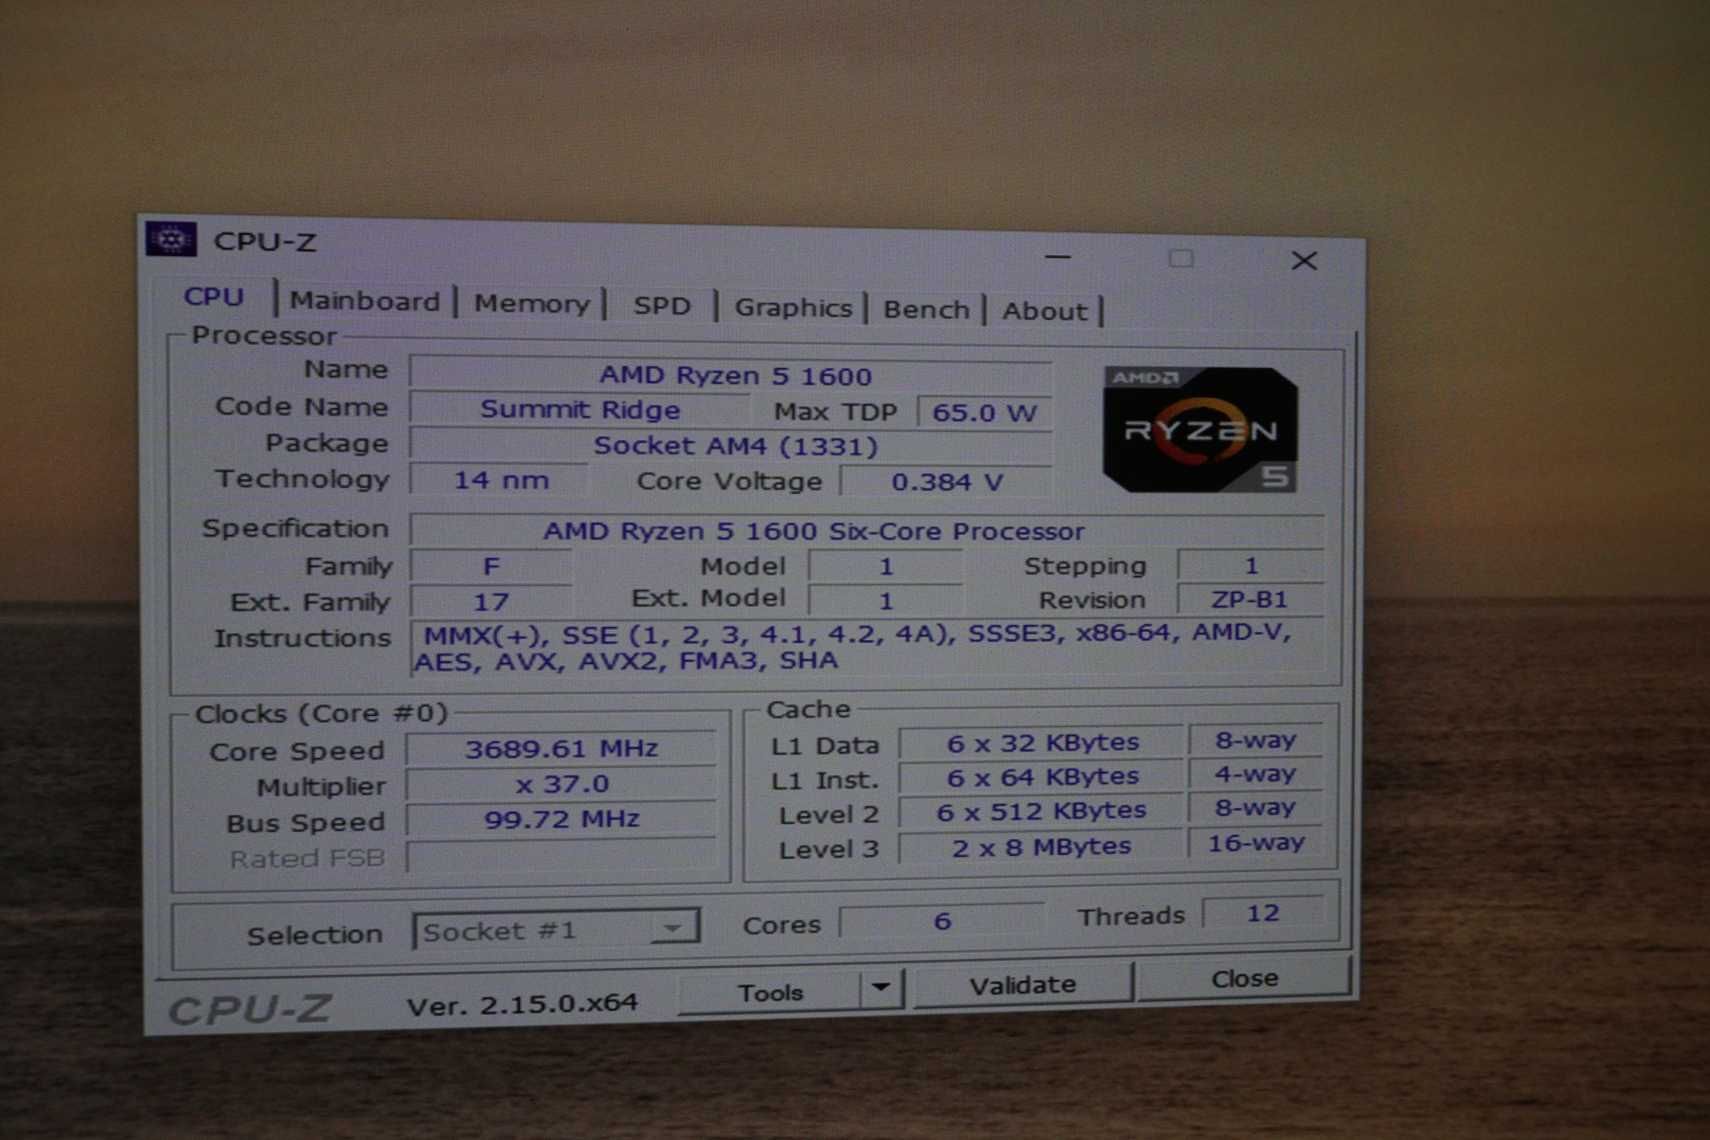 CPU-Z
CPU Mainboard Memory SPD Graphics Bench About
Processor
Name AMD Ryzen 5 1600
Code Name Summit Ridge Max TDP 65.0 W
Package Socket AM4 (1331)
Technology 14 nm Core Voltage 0.384 V
AMD
RYZEN
5
Specification AMD Ryzen 5 1600 Six-Core Processor
Family F Model 1 Stepping 1
Ext. Family 17 Ext. Model 1 Revision ZP-B1
Instructions MMX(+), SSE (1, 2, 3, 4.1, 4.2, 4A), SSSE3, x86-64, AMD-V,
AES, AVX, AVX2, FMA3, SHA
Clocks (Core #0)
Core Speed 3689.61 MHz
Multiplier x 37.0
Bus Speed 99.72 MHz
Rated FSB
Cache
L1 Data 6 x 32 KBytes 8-way
L1 Inst. 6 x 64 KBytes 4-way
Level 2 6 x 512 KBytes 8-way
Level 3 2 x 8 MBytes 16-way
Selection Socket #1 Cores 6 Threads 12
CPU-Z Ver. 2.15.0.x64 Tools Validate Close